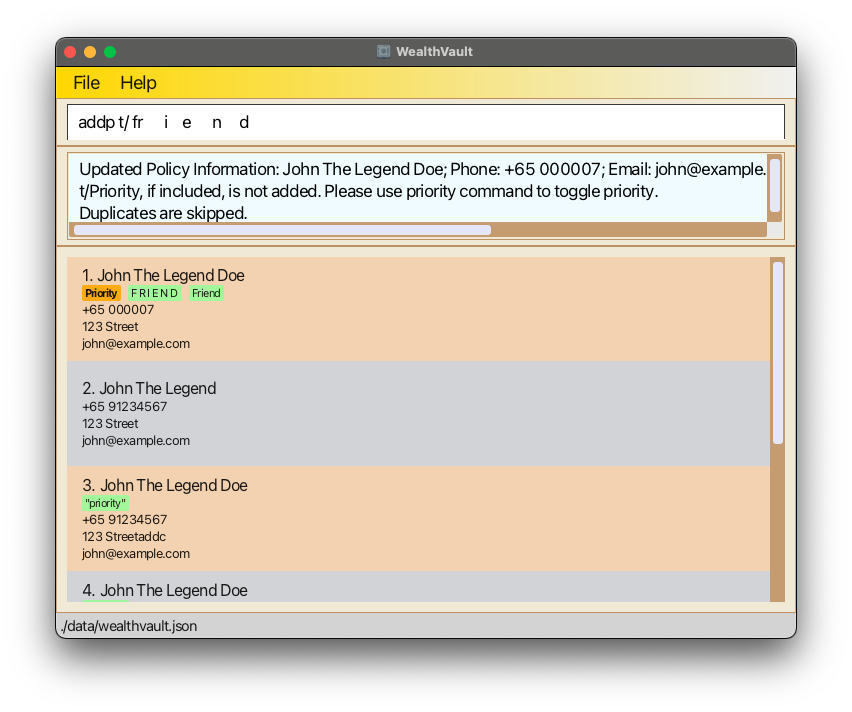 WealthVault
File Help
addp t/ fr i e n d
Updated Policy Information: John The Legend Doe; Phone: +65 000007; Email: john@example.
t/Priority, if included, is not added. Please use priority command to toggle priority.
Duplicates are skipped.
1. John The Legend Doe
Priority F R I E N D Friend
+65 000007
123 Street
john@example.com
2. John The Legend
+65 91234567
123 Street
john@example.com
3. John The Legend Doe
"priority"
+65 91234567
123 Streetaddc
john@example.com
4. John The Legend Doe
./data/wealthvault.json